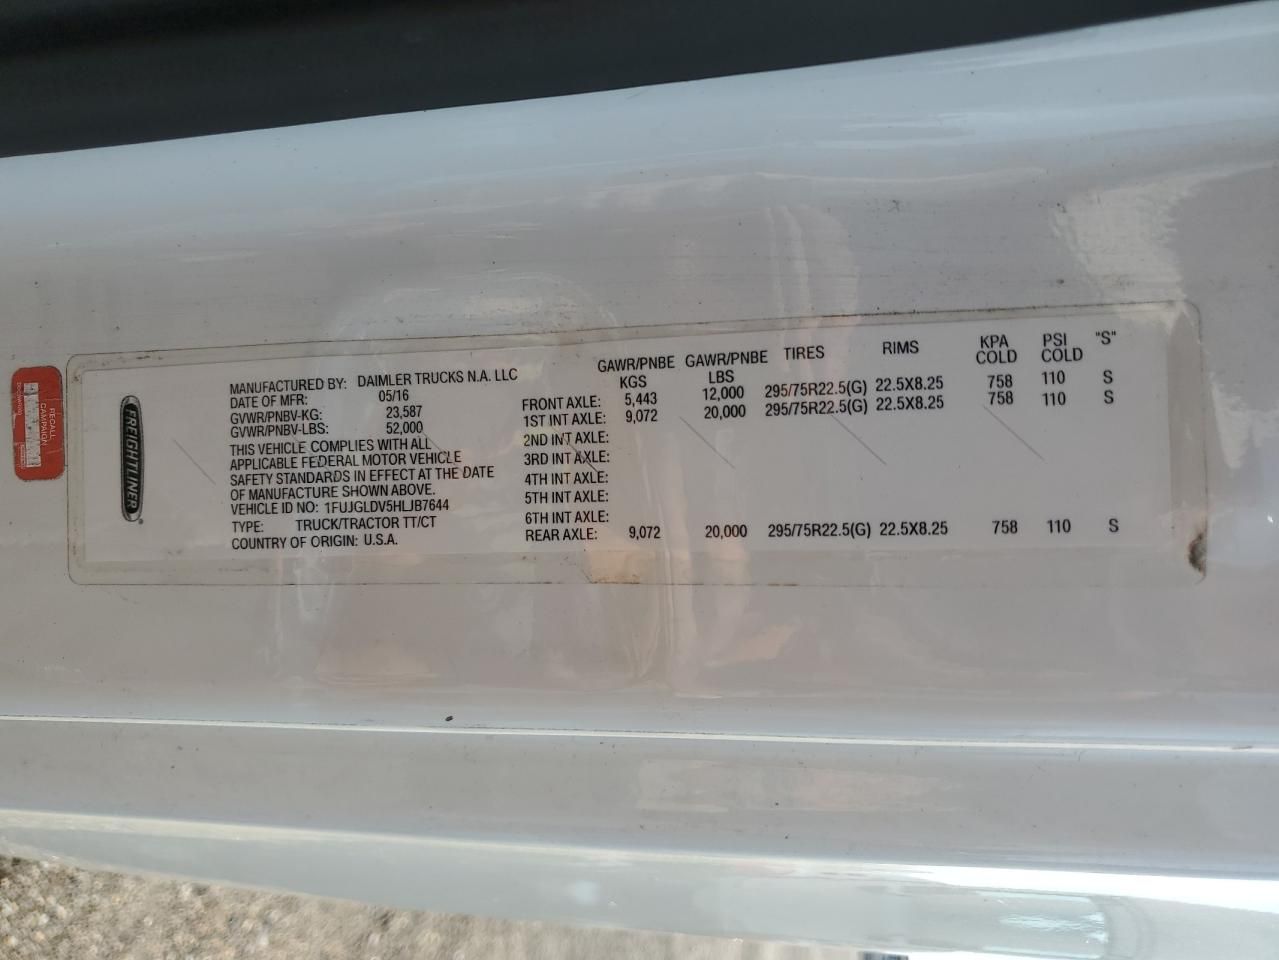 RECALL
CAMPAIGN
FREIGHTLINER®
MANUFACTURED BY: DAIMLER TRUCKS N.A. LLC
DATE OF MFR: 05/16
GVWR/PNBV-KG: 23,587
GVWR/PNBV-LBS: 52,000
THIS VEHICLE COMPLIES WITH ALL
APPLICABLE FEDERAL MOTOR VEHICLE
SAFETY STANDARDS IN EFFECT AT THE DATE
OF MANUFACTURE SHOWN ABOVE.
VEHICLE ID NO: 1FUJGLDV5HLJB7644
TYPE: TRUCK/TRACTOR TT/CT
COUNTRY OF ORIGIN: U.S.A.
GAWR/PNBE GAWR/PNBE TIRES RIMS KPA PSI "S"
KGS LBS COLD COLD
FRONT AXLE: 5,443 12,000 295/75R22.5(G) 22.5X8.25 758 110 S
1ST INT AXLE: 9,072 20,000 295/75R22.5(G) 22.5X8.25 758 110 S
2ND INT AXLE:
3RD INT AXLE:
4TH INT AXLE:
5TH INT AXLE:
6TH INT AXLE:
REAR AXLE: 9,072 20,000 295/75R22.5(G) 22.5X8.25 758 110 S